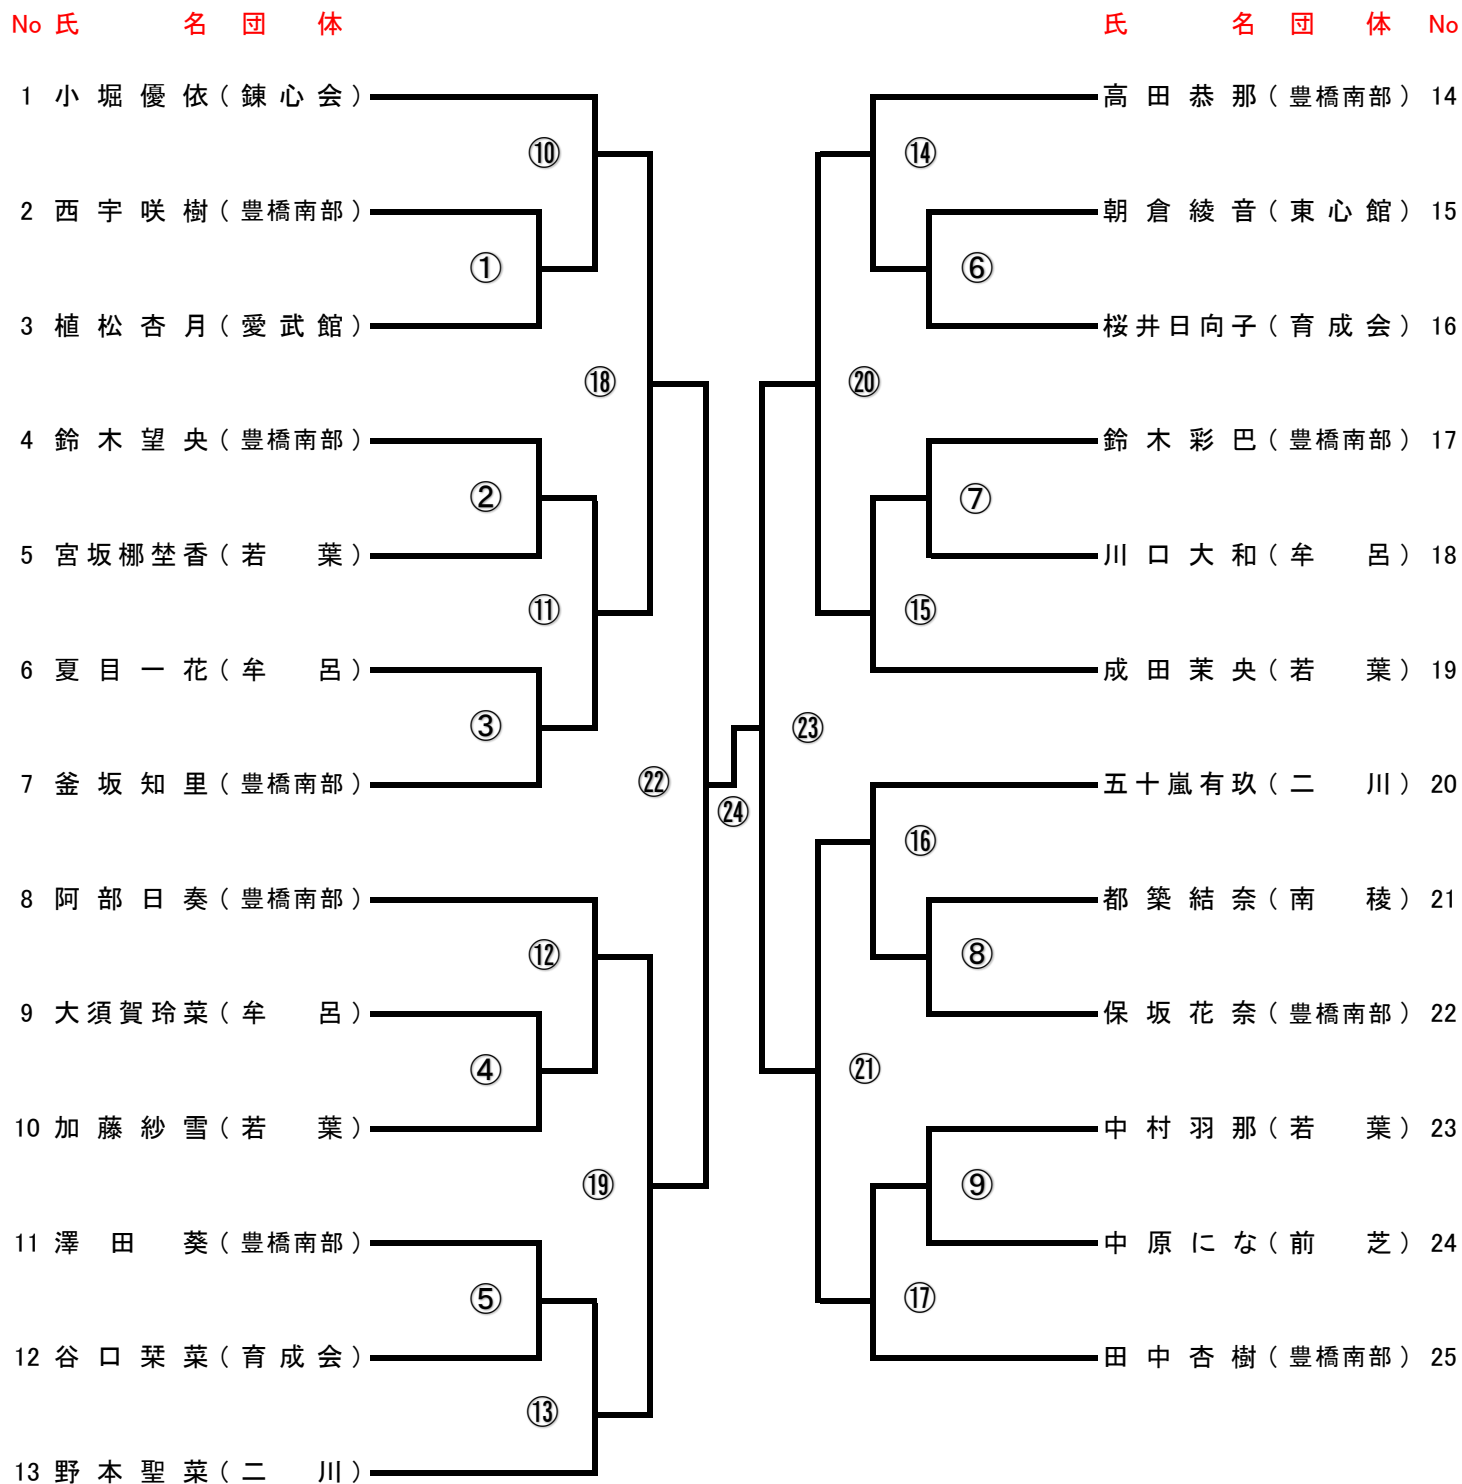 No 氏 名 団 体
1 小堀優依(錬心会)
⑩
2 西宇咲樹(豊橋南部)
①
3 植松杏月(愛武館)
⑱
4 鈴木望央(豊橋南部)
②
5 宮坂梛埜香(若葉)
⑪
6 夏目一花(牟呂)
③
7 釜坂知里(豊橋南部)
㉒
㉔
8 阿部日奏(豊橋南部)
⑫
9 大須賀玲菜(牟呂)
④
10 加藤紗雪(若葉)
⑲
11 澤田葵(豊橋南部)
⑤
12 谷口栞菜(育成会)
⑬
13 野本聖菜(二川)
氏 名 団 体 No
高田恭那(豊橋南部) 14
⑭
朝倉綾音(東心館) 15
⑥
桜井日向子(育成会) 16
⑳
鈴木彩巴(豊橋南部) 17
⑦
川口大和(牟呂) 18
⑮
成田茉央(若葉) 19
㉓
五十嵐有玖(二川) 20
⑯
都築結奈(南稜) 21
⑧
保坂花奈(豊橋南部) 22
㉑
中村羽那(若葉) 23
⑨
中原にな(前芝) 24
⑰
田中杏樹(豊橋南部) 25